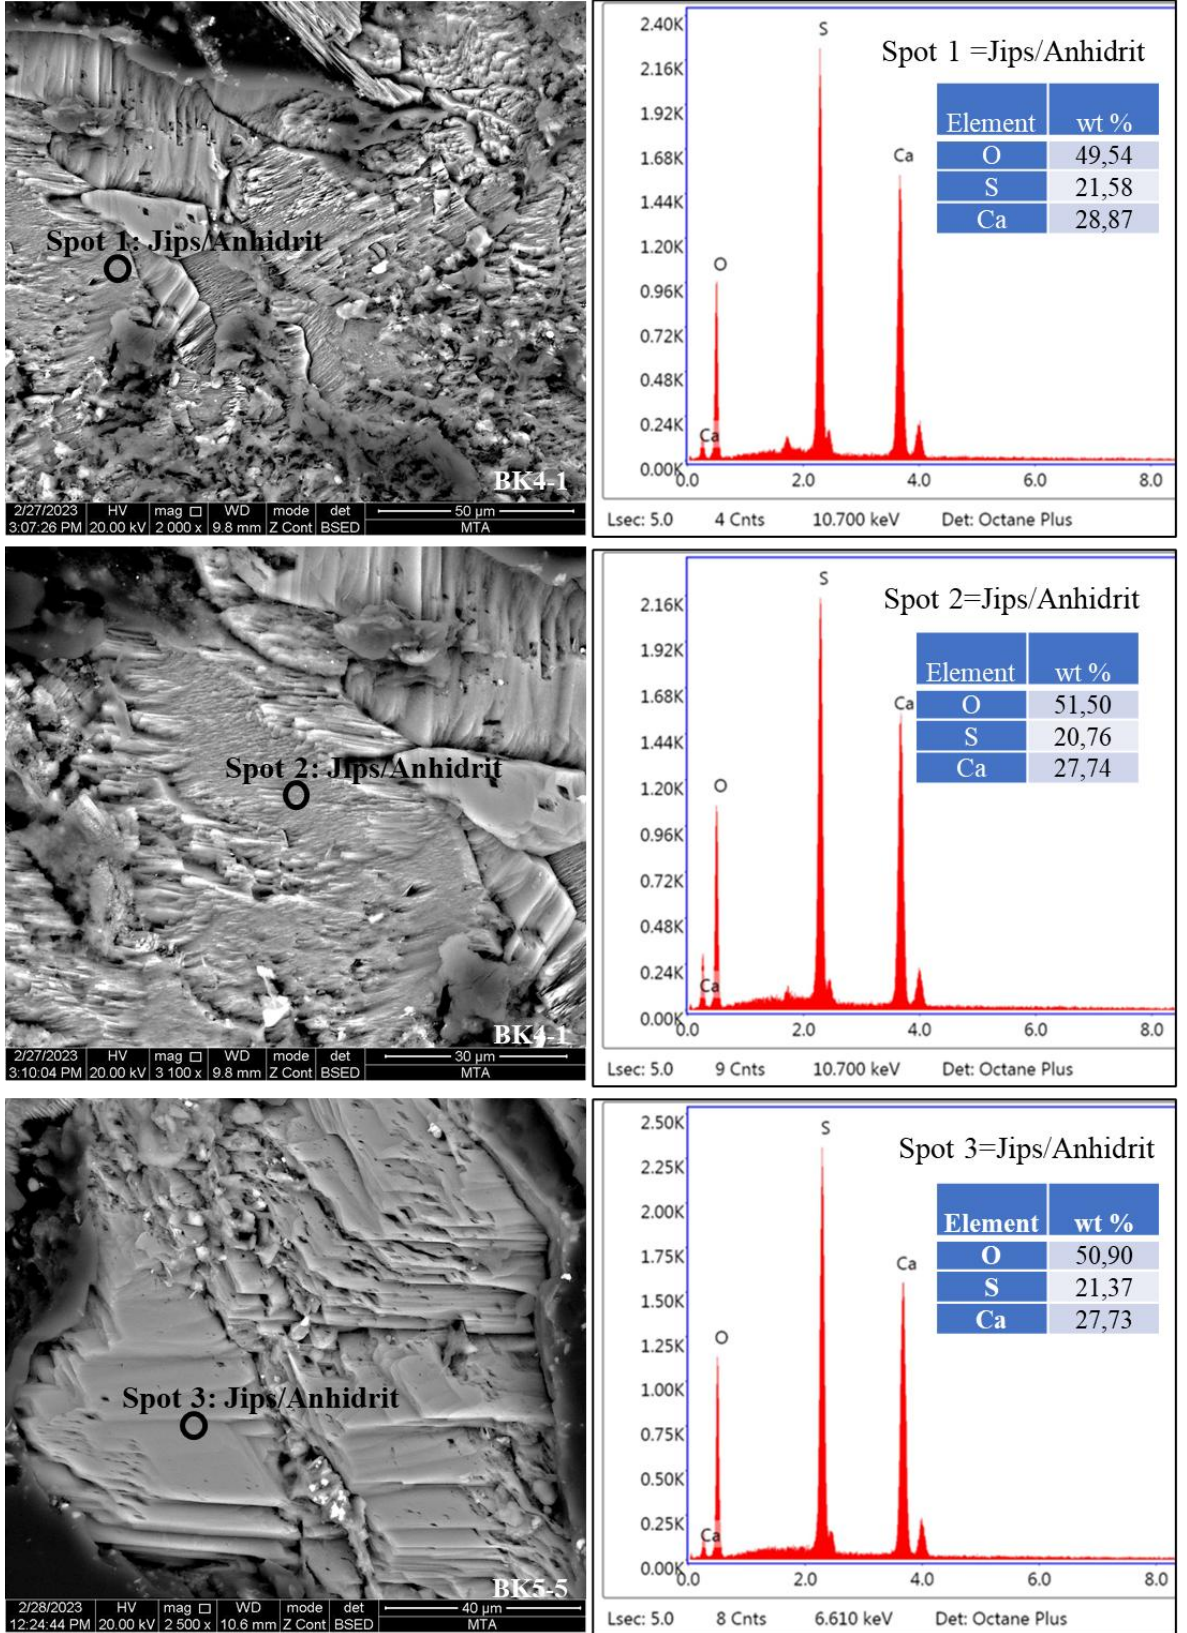 Spot 1: Jips/Anhidrit
BK4-1
2/27/2023 HV mag WD mode det 50 µm
3:07:26 PM 20.00 kV 2 000 x 9.8 mm Z Cont BSED MTA
S
Spot 1 =Jips/Anhidrit
2.40K
2.16K
1.92K
1.68K
1.44K
1.20K
0.96K
0.72K
0.48K
0.24K
0.00K
Ca
O
Ca
0.0 2.0 4.0 6.0 8.0
Element wt %
O 49,54
S 21,58
Ca 28,87
Lsec: 5.0 4 Cnts 10.700 keV Det: Octane Plus
Spot 2: Jips/Anhidrit
BK4-1
2/27/2023 HV mag WD mode det 30 µm
3:10:04 PM 20.00 kV 3 100 x 9.8 mm Z Cont BSED MTA
S
Spot 2=Jips/Anhidrit
2.16K
1.92K
1.68K
1.44K
1.20K
0.96K
0.72K
0.48K
0.24K
0.00K
Ca
O
Ca
0.0 2.0 4.0 6.0 8.0
Element wt %
O 51,50
S 20,76
Ca 27,74
Lsec: 5.0 9 Cnts 10.700 keV Det: Octane Plus
Spot 3: Jips/Anhidrit
BK5-5
2/28/2023 HV mag WD mode det 40 µm
12:24:44 PM 20.00 kV 2 500 x 10.6 mm Z Cont BSED MTA
S
Spot 3=Jips/Anhidrit
2.50K
2.25K
2.00K
1.75K
1.50K
1.25K
1.00K
0.75K
0.50K
0.25K
0.00K
Ca
O
Ca
0.0 2.0 4.0 6.0 8.0
Element wt %
O 50,90
S 21,37
Ca 27,73
Lsec: 5.0 8 Cnts 6.610 keV Det: Octane Plus